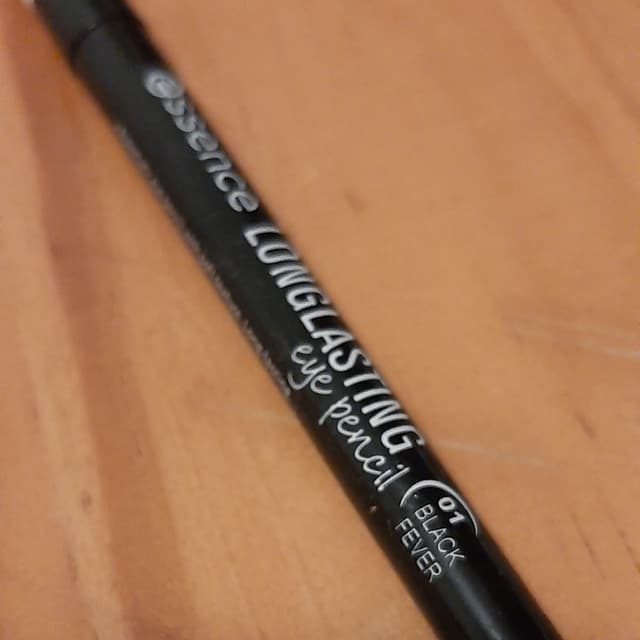 essence
LONGLASTING
eye pencil
01
BLACK
FEVER